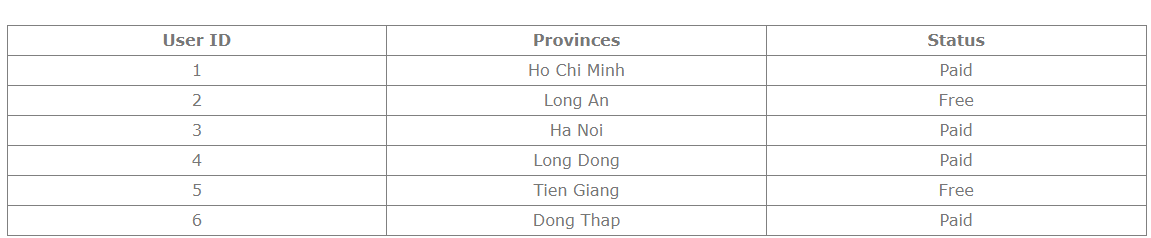 User ID Provinces Status
1 Ho Chi Minh Paid
2 Long An Free
3 Ha Noi Paid
4 Long Dong Paid
5 Tien Giang Free
6 Dong Thap Paid